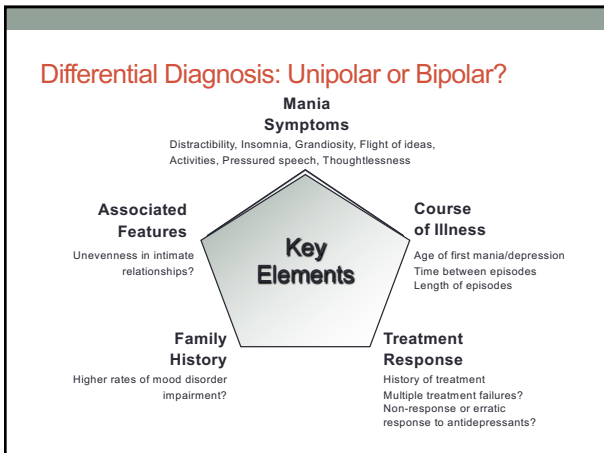 Differential Diagnosis: Unipolar or Bipolar?
Mania
Symptoms
Distractibility, Insomnia, Grandiosity, Flight of ideas,
Activities, Pressured speech, Thoughtlessness
Associated
Features
Unevenness in intimate
relationships?
Key
Elements
Course
of Illness
Age of first mania/depression
Time between episodes
Length of episodes
Family
History
Higher rates of mood disorder
impairment?
Treatment
Response
History of treatment
Multiple treatment failures?
Non-response or erratic
response to antidepressants?